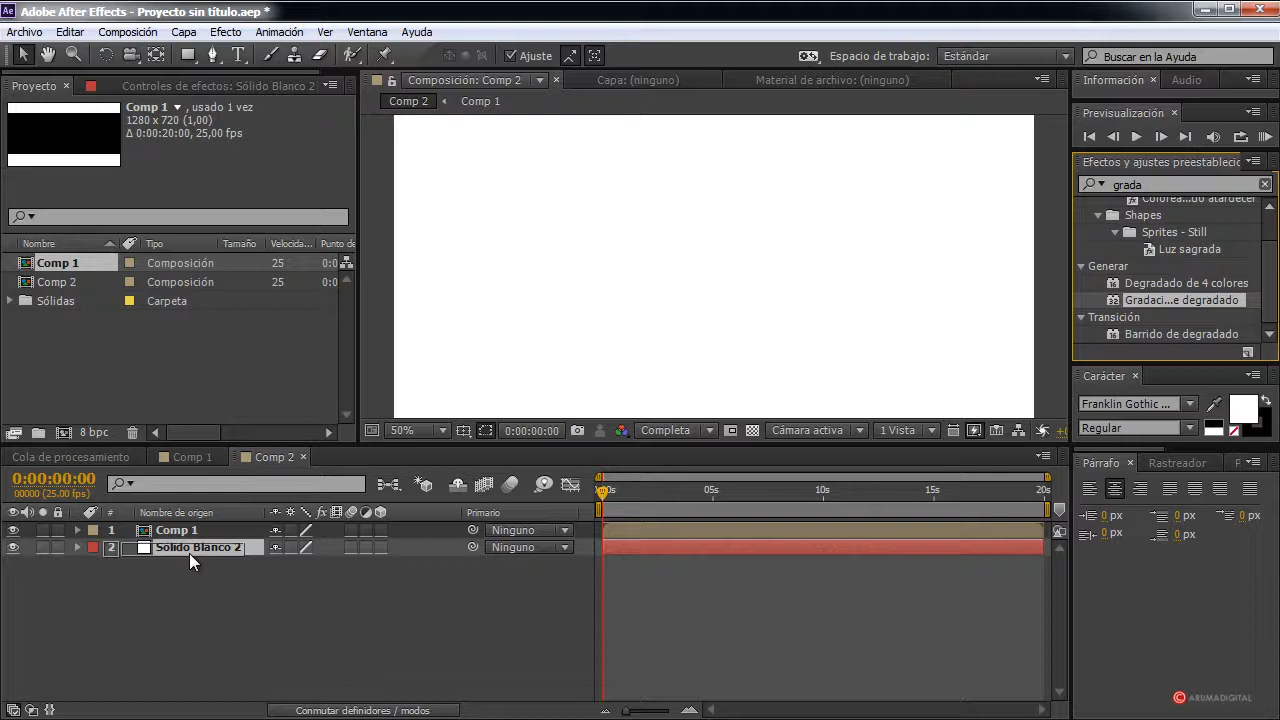 Adobe After Effects - Proyecto sin título.aep *
Archivo Editar Composición Capa Efecto Animación Ver Ventana Ayuda
Ajuste Espacio de trabajo: Estándar Buscar en la Ayuda
Proyecto Controles de efectos: Sólido Blanco 2
Composición: Comp 2 Capa: (ninguno) Material de archivo: (ninguno)
Información Audio
Comp 2 Comp 1
Comp 1 , usado 1 vez
1280 x 720 (1,00)
Δ 0:00:20:00, 25,00 fps
Previsualización
Efectos y ajustes preestablecic
grada
Shapes
Sprites - Still
Luz sagrada
Generar
Degradado de 4 colores
Gradaci...e degradado
Transición
Barrido de degradado
Nombre Tipo Tamaño Velocida... Punto de
Comp 1 Composición 25 0:0
Comp 2 Composición 25 0:0
Sólidas Carpeta
8 bpc
50% 0:00:00:00 Completa Cámara activa 1 Vista
Carácter
Franklin Gothic ...
Regular
Cola de procesamiento Comp 1 Comp 2
0:00:00:00
00000 (25.00 fps)
05s 10s 15s 20s
# Nombre de origen Primario
1 Comp 1 Ninguno
2 Sólido Blanco 2 Ninguno
Párrafo Rastreador
0 px 0 px 0 px
0 px 0 px
Conmutar definidores / modos
© ARUMADIGITAL